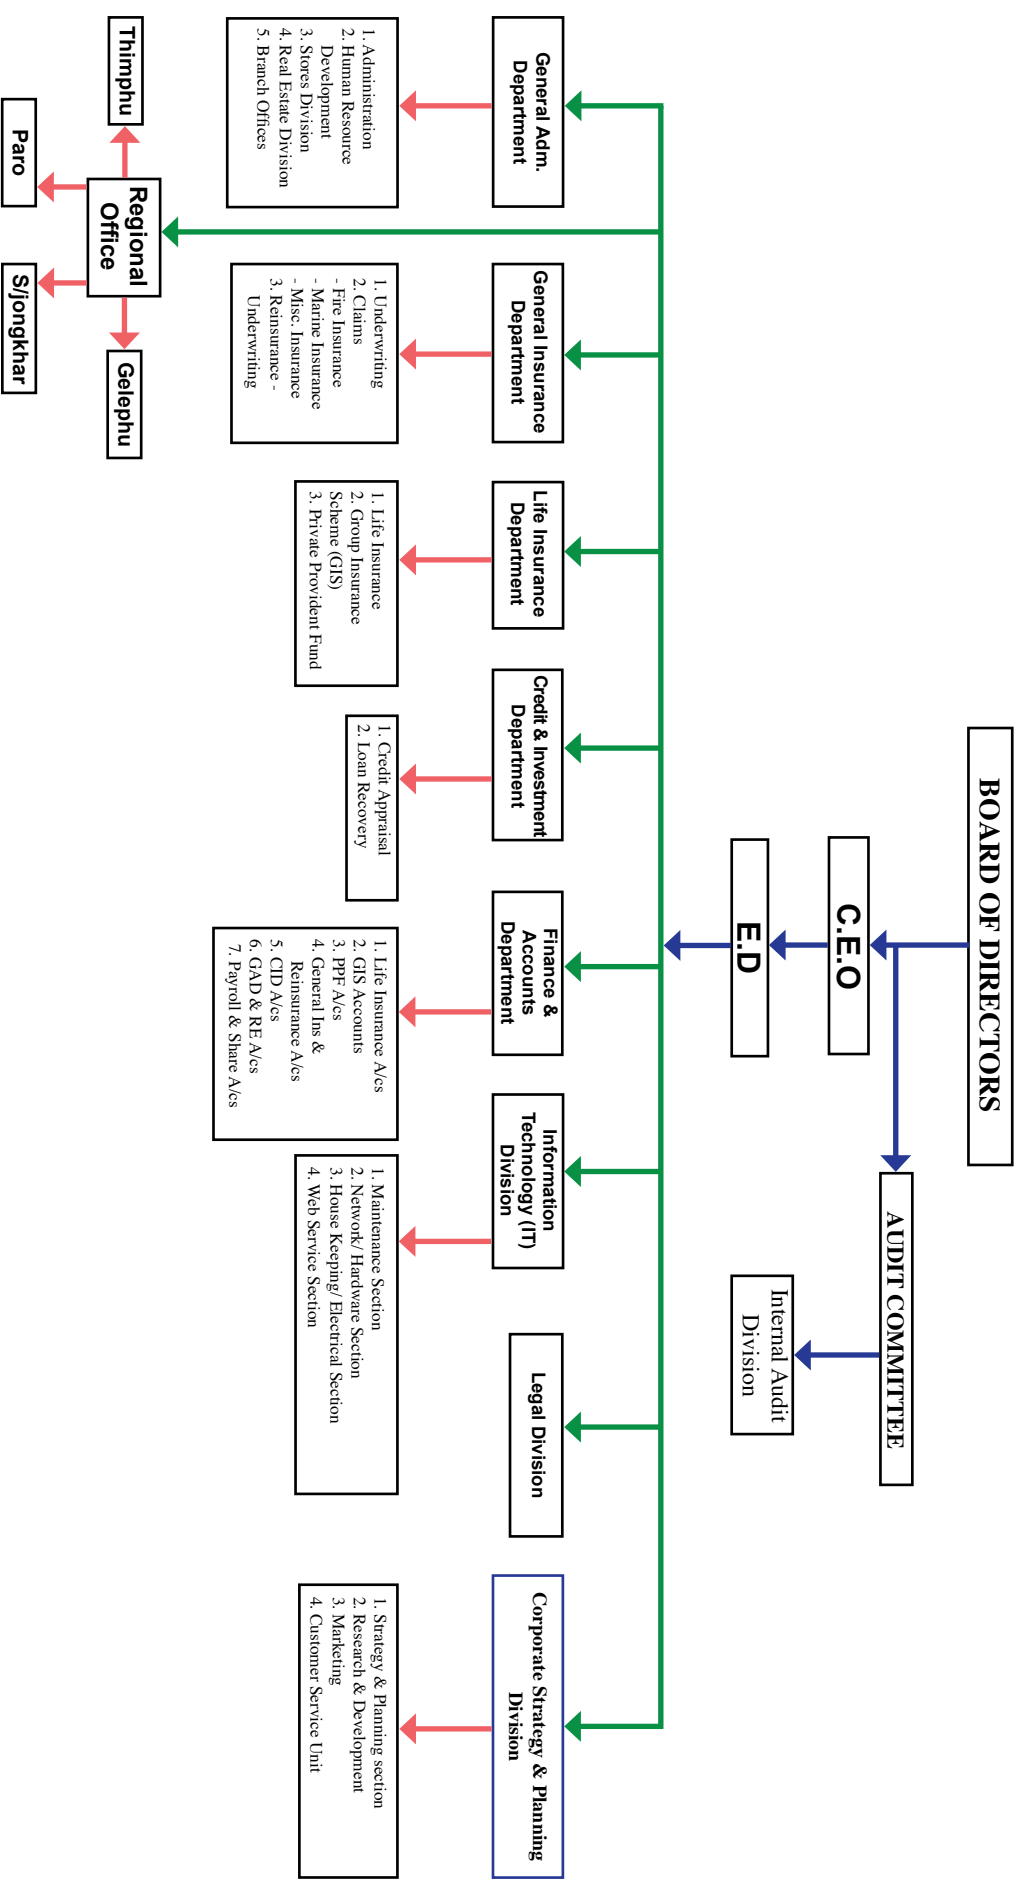 BOARD OF DIRECTORS
C.E.O
AUDIT COMMITTEE
E.D
Internal Audit
Division
General Adm.
Department
General Insurance
Department
Life Insurance
Department
Credit & Investment
Department
Finance &
Accounts
Department
Information
Technology (IT)
Division
Legal Division
Corporate Strategy & Planning
Division
1. Administration
2. Human Resource
Development
3. Stores Division
4. Real Estate Division
5. Branch Offices
1. Underwriting
2. Claims
- Fire Insurance
- Marine Insurance
- Misc. Insurance
3. Reinsurance -
Underwriting
1. Life Insurance
2. Group Insurance
Scheme (GIS)
3. Private Provident Fund
1. Credit Appraisal
2. Loan Recovery
1. Life Insurance A/cs
2. GIS Accounts
3. PPF A/cs
4. General Ins &
Reinsurance A/cs
5. CID A/cs
6. GAD & RE A/cs
7. Payroll & Share A/cs
1. Maintenance Section
2. Network/ Hardware Section
3. House Keeping/ Electrical Section
4. Web Service Section
1. Strategy & Planning section
2. Research & Development
3. Marketing
4. Customer Service Unit
Regional
Office
Thimphu
Paro
S/jongkhar
Gelephu